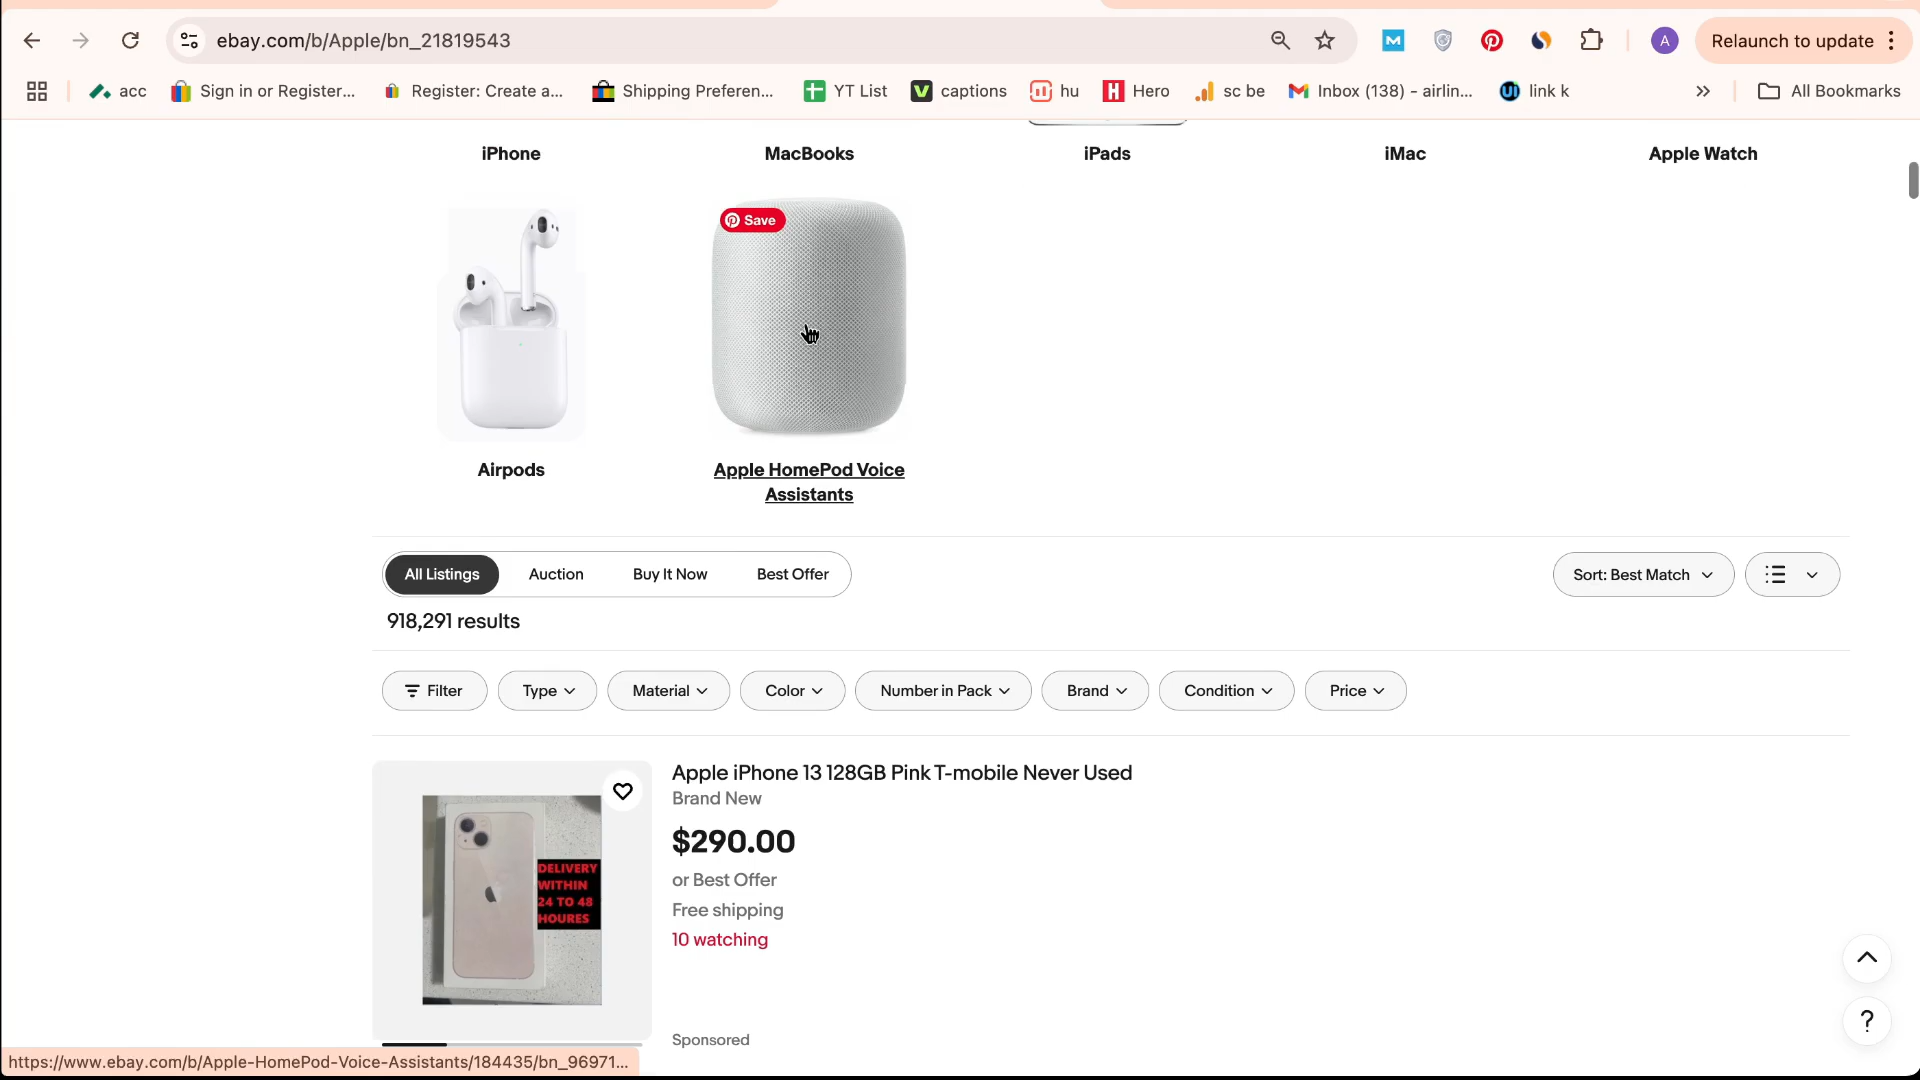 ebay.com/b/Apple/bn_21819543
A
Relaunch to update
acc
Sign in or Register...
Register: Create a...
Shipping Preferen...
YT List
captions
hu
Hero
sc be
Inbox (138) - airlin...
link k
All Bookmarks
iPhone
MacBooks
iPads
iMac
Apple Watch
Save
Airpods
Apple HomePod Voice
Assistants
All Listings
Auction
Buy It Now
Best Offer
Sort: Best Match
918,291 results
Filter
Type
Material
Color
Number in Pack
Brand
Condition
Price
Apple iPhone 13 128GB Pink T-mobile Never Used
Brand New
$290.00
or Best Offer
Free shipping
10 watching
DELIVERY
WITHIN
24 TO 48
HOURES
Sponsored
?
https://www.ebay.com/b/Apple-HomePod-Voice-Assistants/184435/bn_96971...